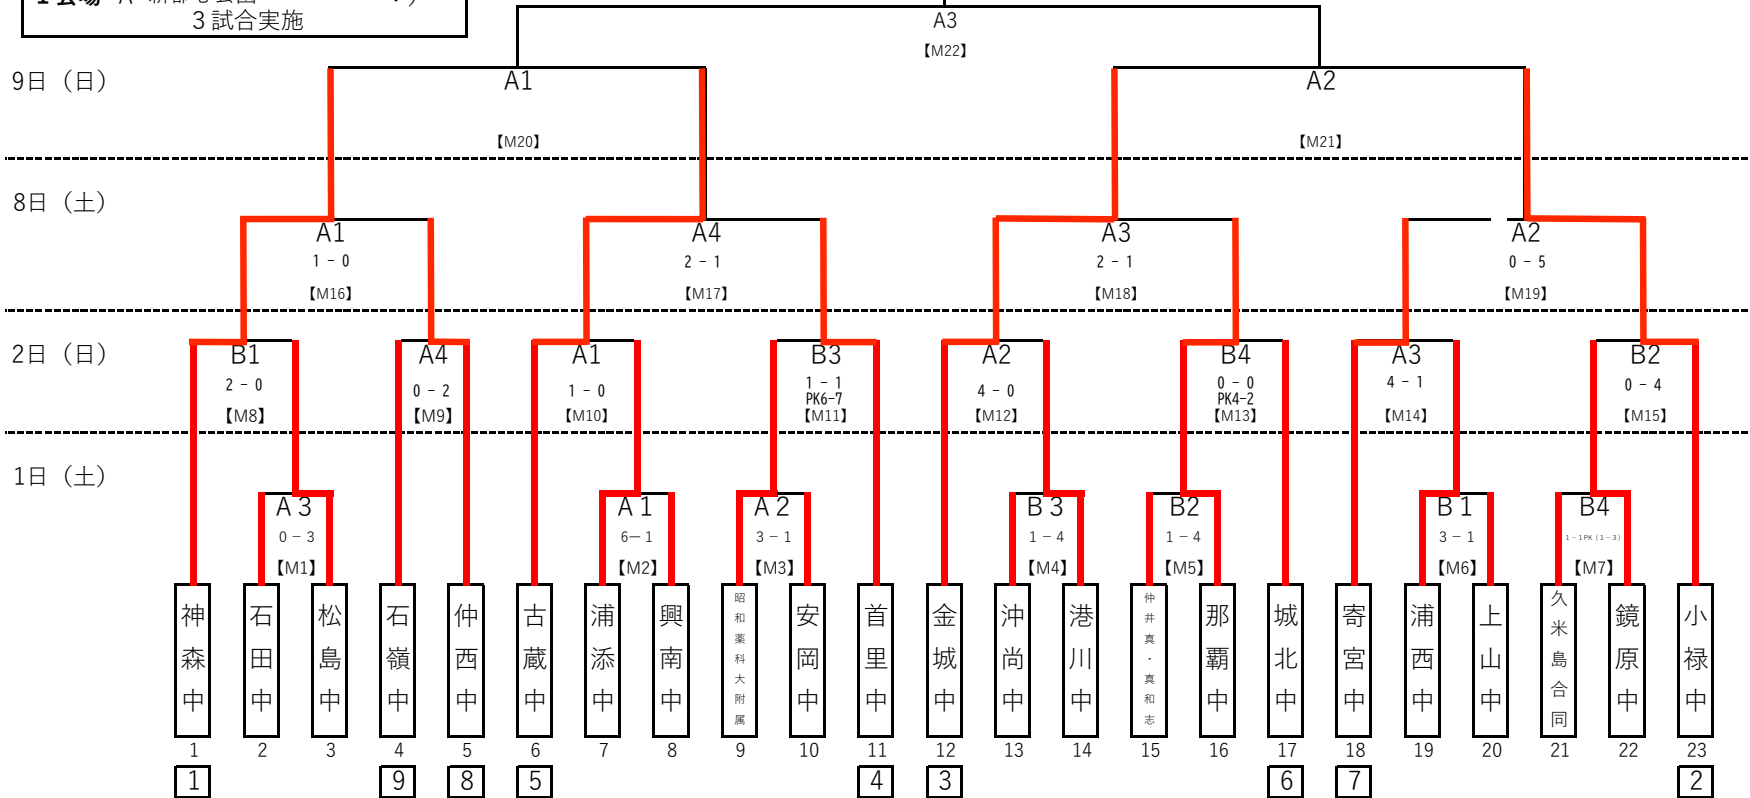 3試合実施
A3
【M22】
9日（日）
A1
A2
【M20】
【M21】
8日（土）
A1
A4
A3
A2
1 - 0
2 - 1
2 - 1
0 - 5
【M16】
【M17】
【M18】
【M19】
2日（日）
B1
A4
A1
B3
A2
B4
A3
B2
2 - 0
0 - 2
1 - 0
1 - 1
PK6-7
4 - 0
0 - 0
PK4-2
4 - 1
0 - 4
【M8】
【M9】
【M10】
【M11】
【M12】
【M13】
【M14】
【M15】
1日（土）
A3
A1
A2
B3
B2
B1
B4
0 - 3
6ー1
3 - 1
1 - 4
1 - 4
3 - 1
1-1PK(1-3)
【M1】
【M2】
【M3】
【M4】
【M5】
【M6】
【M7】
神森中
石田中
松島中
石嶺中
仲西中
古蔵中
浦添中
興南中
昭和薬科大附属
安岡中
首里中
金城中
沖尚中
港川中
仲井真・真和志
那覇中
城北中
寄宮中
浦西中
上山中
久米島合同
鏡原中
小禄中
1 2 3 4 5 6 7 8 9 10 11 12 13 14 15 16 17 18 19 20 21 22 23
1 9 8 5 4 3 6 7 2